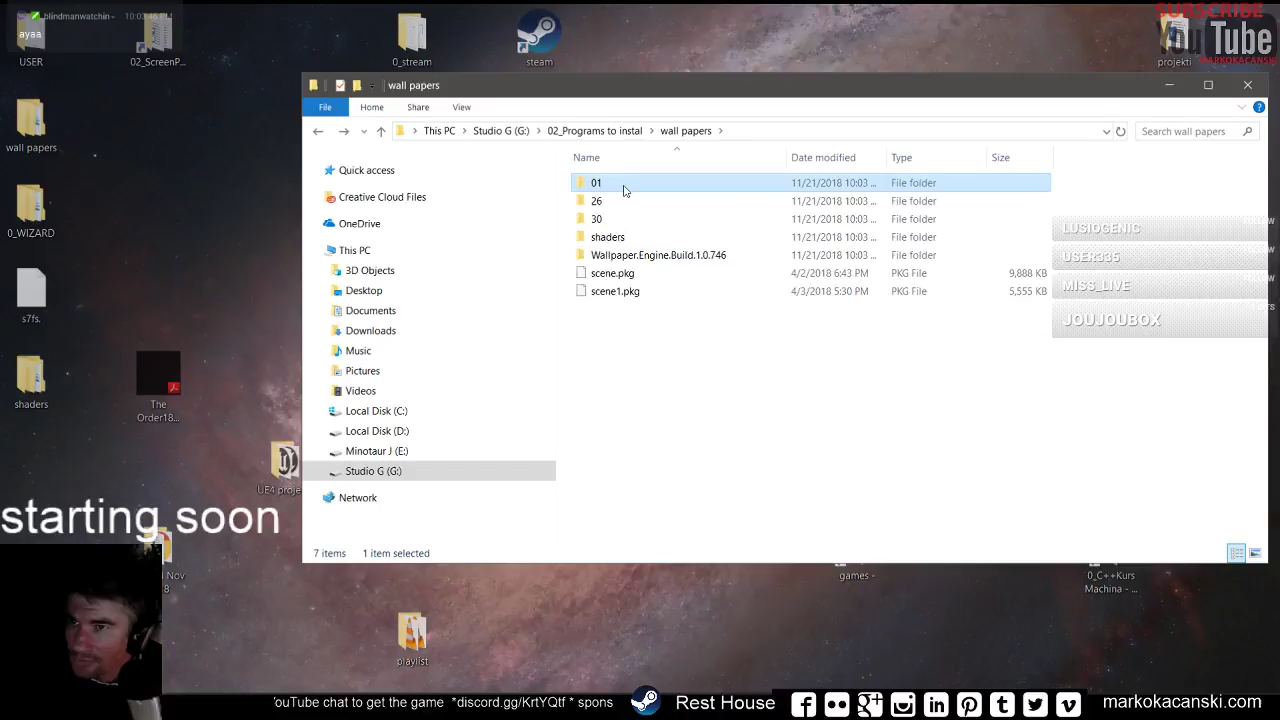 blindmanwatchin - 10:03:46 PM
ayaa
SUBSCRIBE
YouTube
MARKOKACANSKI
USER
02_ScreenP...
0_stream
steam
projekti
wall papers
0_WIZARD
s7fs.
shaders
The
Order18...
UE4 proje
starting soon
Nov
8
playlist
games -
0_C++Kurs
Machina - ...
wall papers
File
Home
Share
View
This PC > Studio G (G:) > 02_Programs to instal > wall papers >
Search wall papers
Name
Date modified
Type
Size
Quick access
Creative Cloud Files
OneDrive
This PC
3D Objects
Desktop
Documents
Downloads
Music
Pictures
Videos
Local Disk (C:)
Local Disk (D:)
Minotaur J (E:)
Studio G (G:)
Network
01 11/21/2018 10:03 ... File folder
26 11/21/2018 10:03 ... File folder
30 11/21/2018 10:03 ... File folder
shaders 11/21/2018 10:03 ... File folder
Wallpaper.Engine.Build.1.0.746 11/21/2018 10:03 ... File folder
scene.pkg 4/2/2018 6:43 PM PKG File 9,888 KB
scene1.pkg 4/3/2018 5:30 PM PKG File 5,555 KB
7 items 1 item selected
LUSIOGENIC
USER335
MISS_LIVE
JOUJOUBOX
ouTube chat to get the game *discord.gg/KrtYQtf * spons
Rest House
markokacanski.com